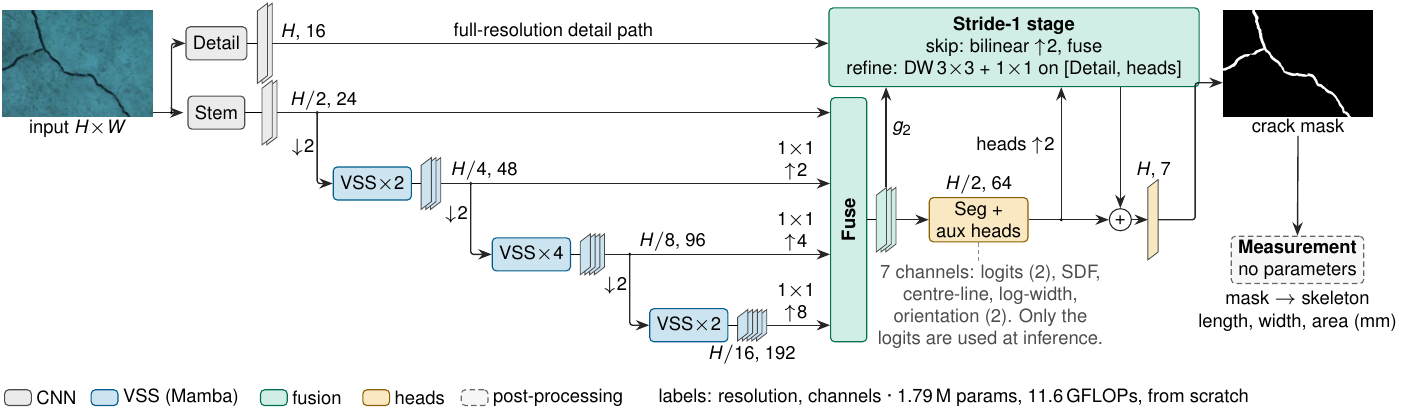 input H×W
Detail
H, 16
full-resolution detail path
Stride-1 stage
skip: bilinear ↑2, fuse
refine: DW 3×3 + 1×1 on [Detail, heads]
crack mask
Stem
H/2, 24
↓2
VSS×2
H/4, 48
1×1
↑2
↓2
VSS×4
H/8, 96
1×1
↑4
↓2
VSS×2
H/16, 192
1×1
↑8
Fuse
g2
heads ↑2
H/2, 64
Seg +
aux heads
+
H, 7
7 channels: logits (2), SDF,
centre-line, log-width,
orientation (2). Only the
logits are used at inference.
Measurement
no parameters
mask → skeleton
length, width, area (mm)
CNN
VSS (Mamba)
fusion
heads
post-processing
labels: resolution, channels · 1.79 M params, 11.6 GFLOPs, from scratch